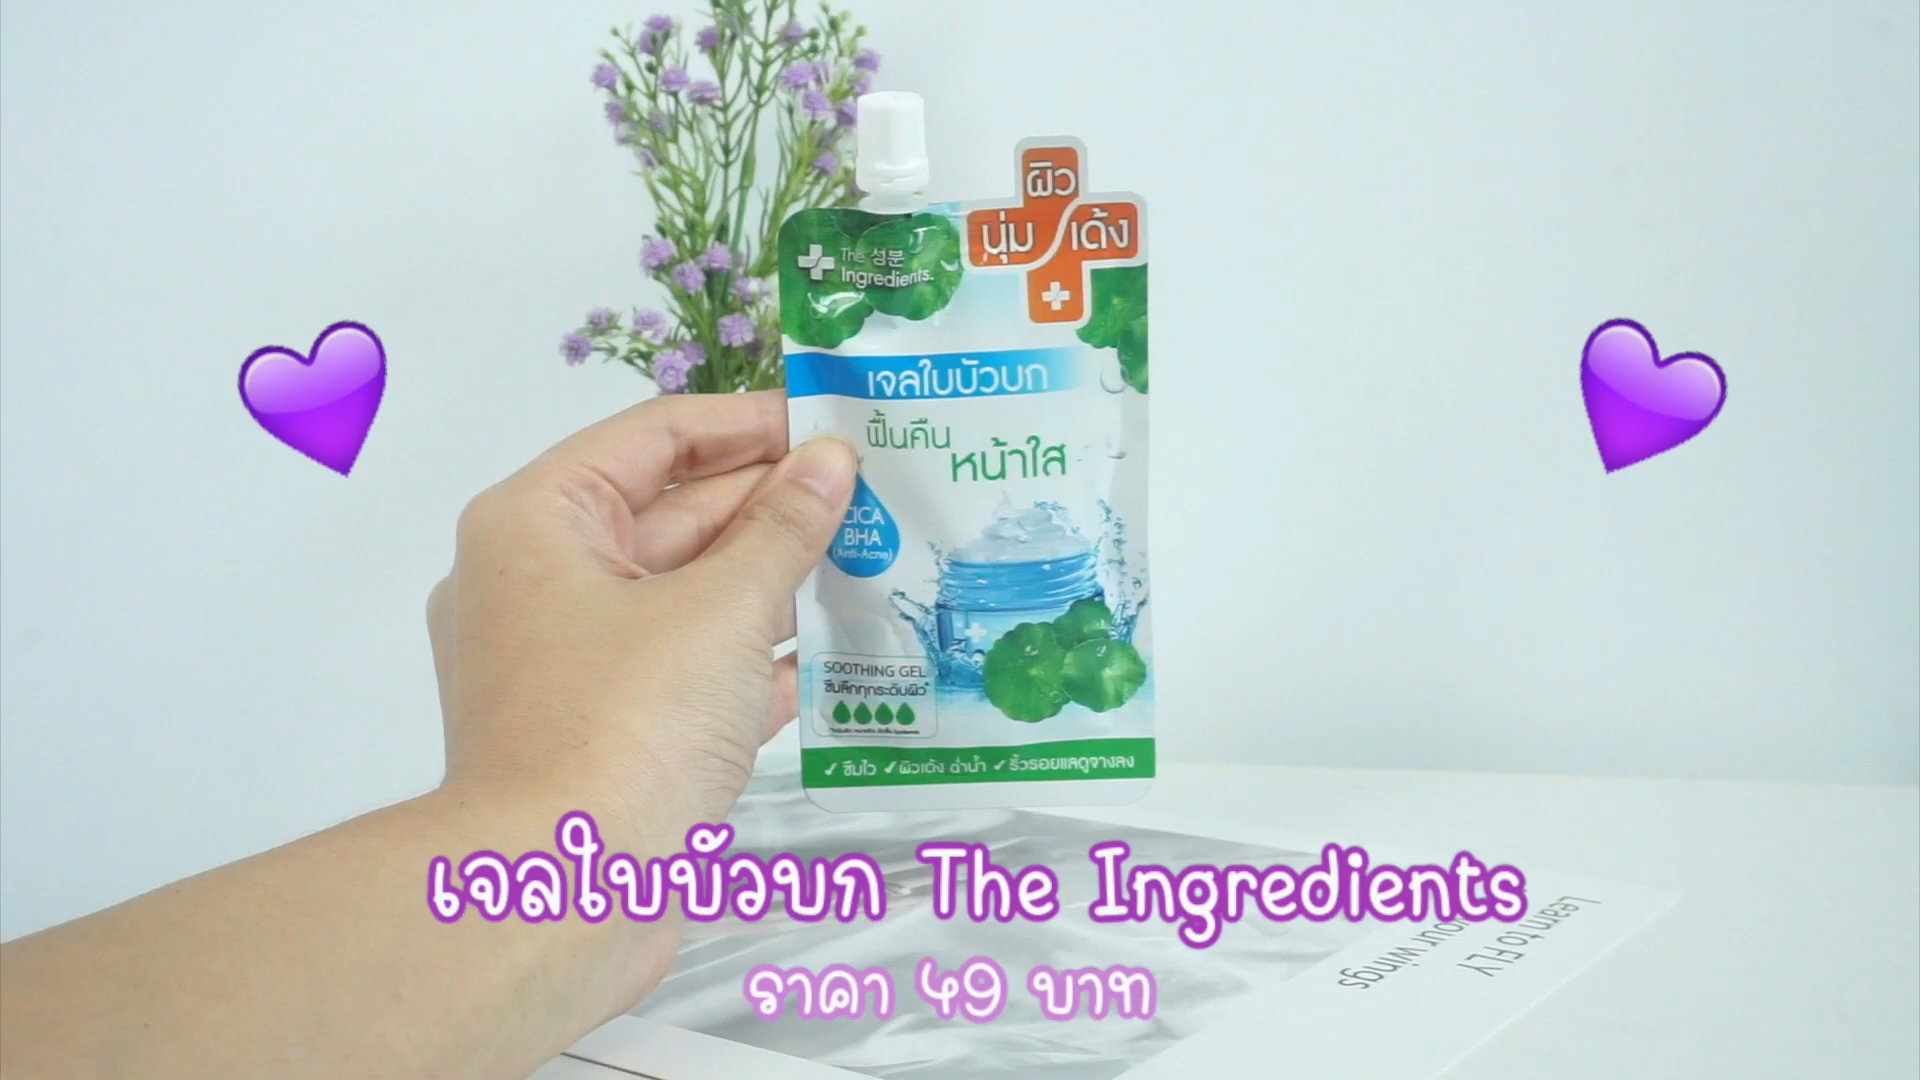 ผิว
นุ่ม เด้ง
The 성분
Ingredients.
เจลใบบัวบก
ฟื้นคืน
หน้าใส
CICA
BHA
(Anti-Acne)
SOOTHING GEL
ซึมลึกทุกระดับผิว*
✓ ซึมไว ✓ ผิวเด้ง ฉ่ำน้ำ ✓ ริ้วรอยแลดูจางลง
เจลใบบัวบก The Ingredients
ราคา 49 บาท
Learn to FLY
your wings